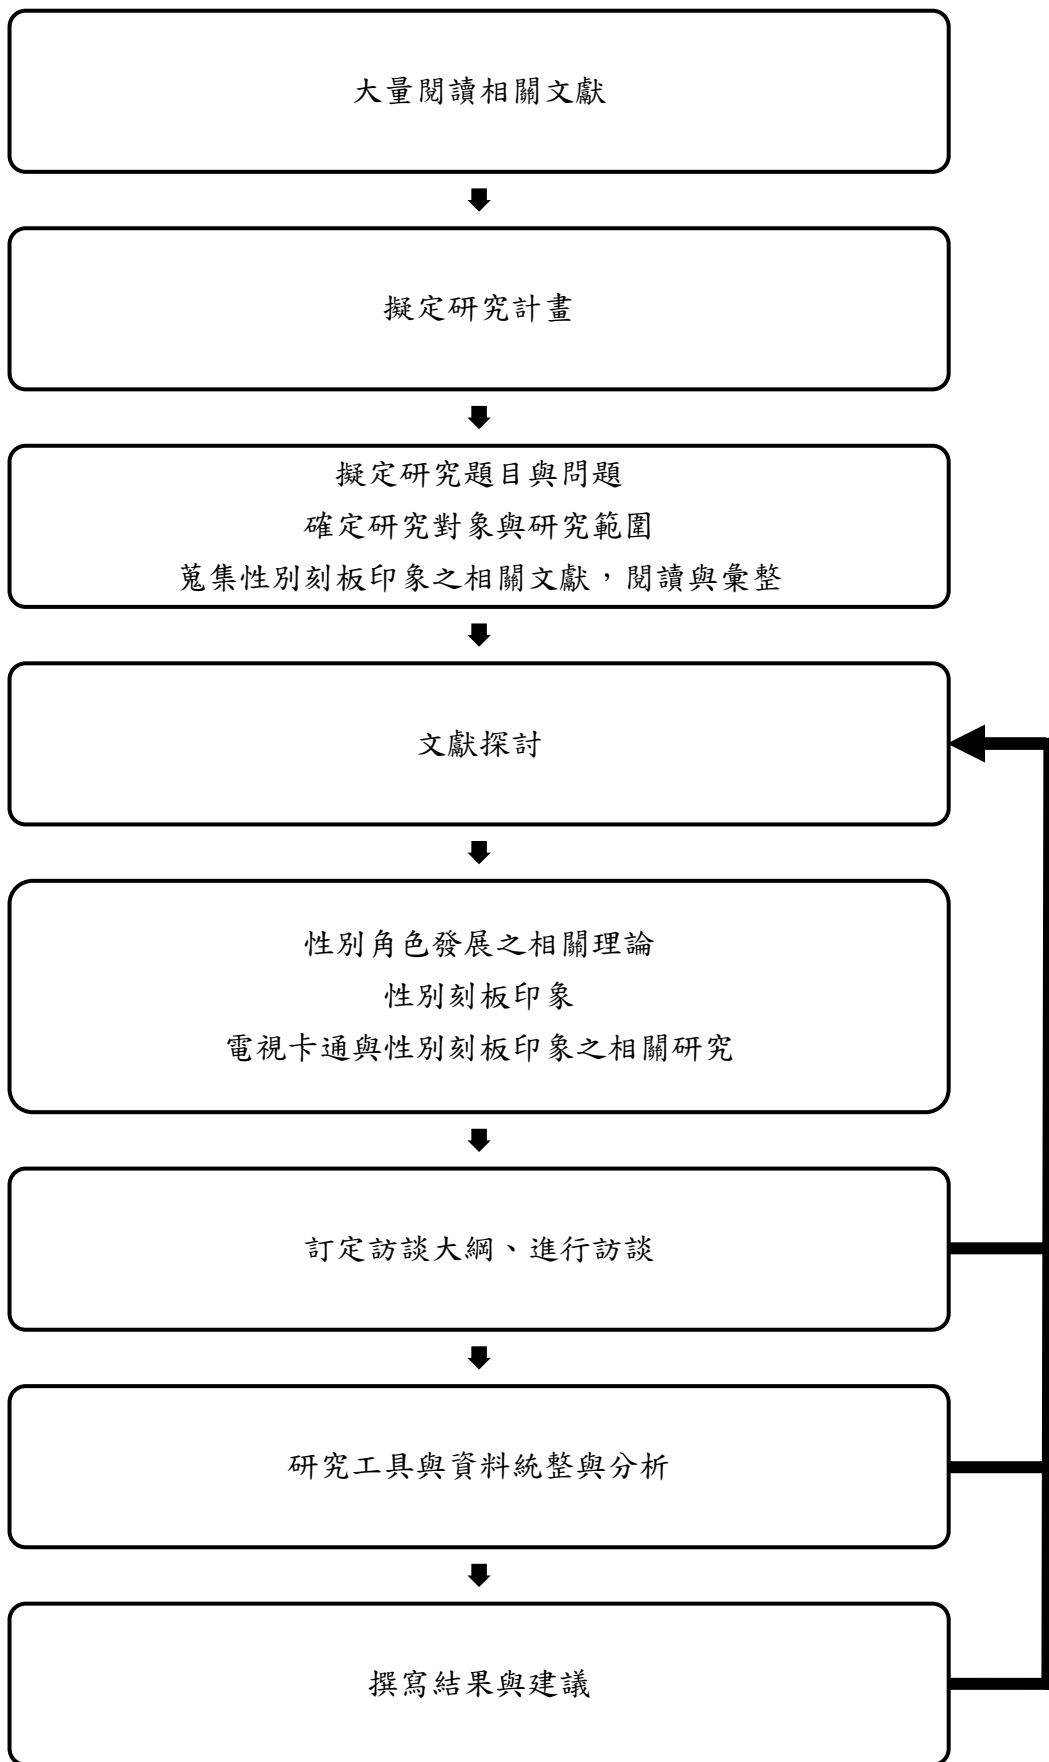 大量閱讀相關文獻
擬定研究計畫
擬定研究題目與問題
確定研究對象與研究範圍
蒐集性別刻板印象之相關文獻，閱讀與彙整
文獻探討
性別角色發展之相關理論
性別刻板印象
電視卡通與性別刻板印象之相關研究
訂定訪談大綱、進行訪談
研究工具與資料統整與分析
撰寫結果與建議